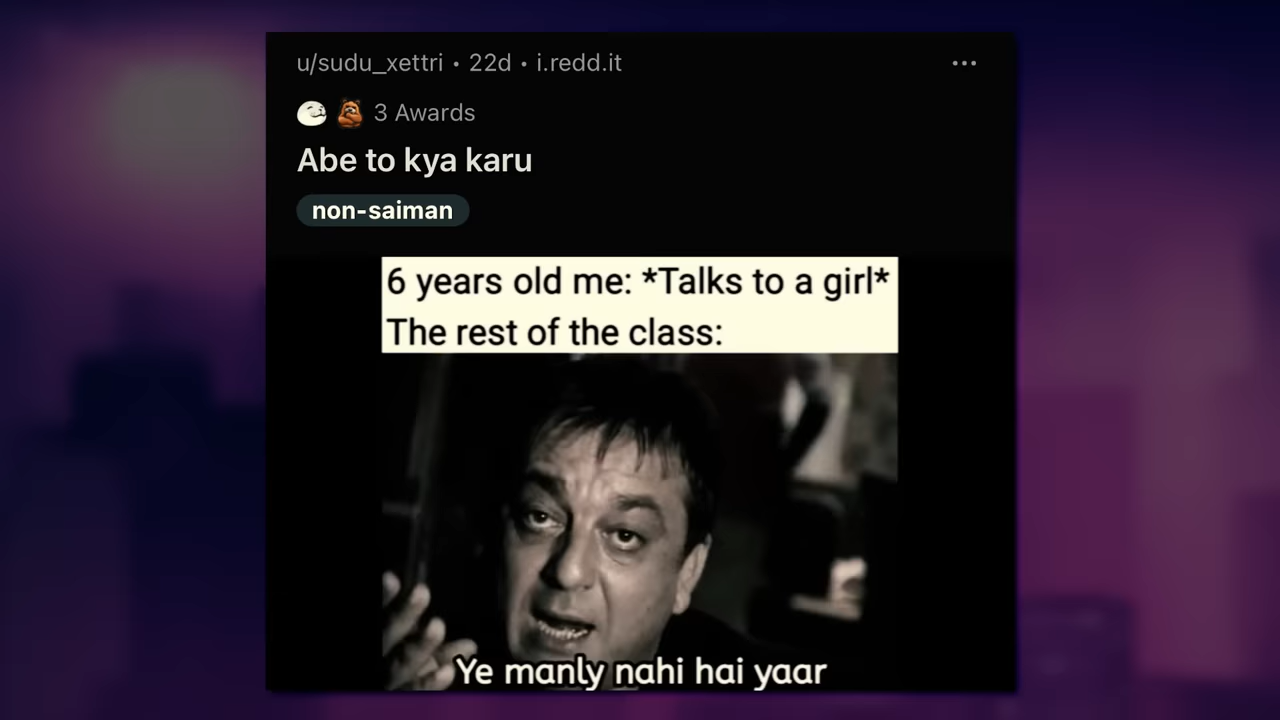 u/sudu_xettri • 22d • i.redd.it
3 Awards
Abe to kya karu
non-saiman
6 years old me: *Talks to a girl*
The rest of the class:
Ye manly nahi hai yaar